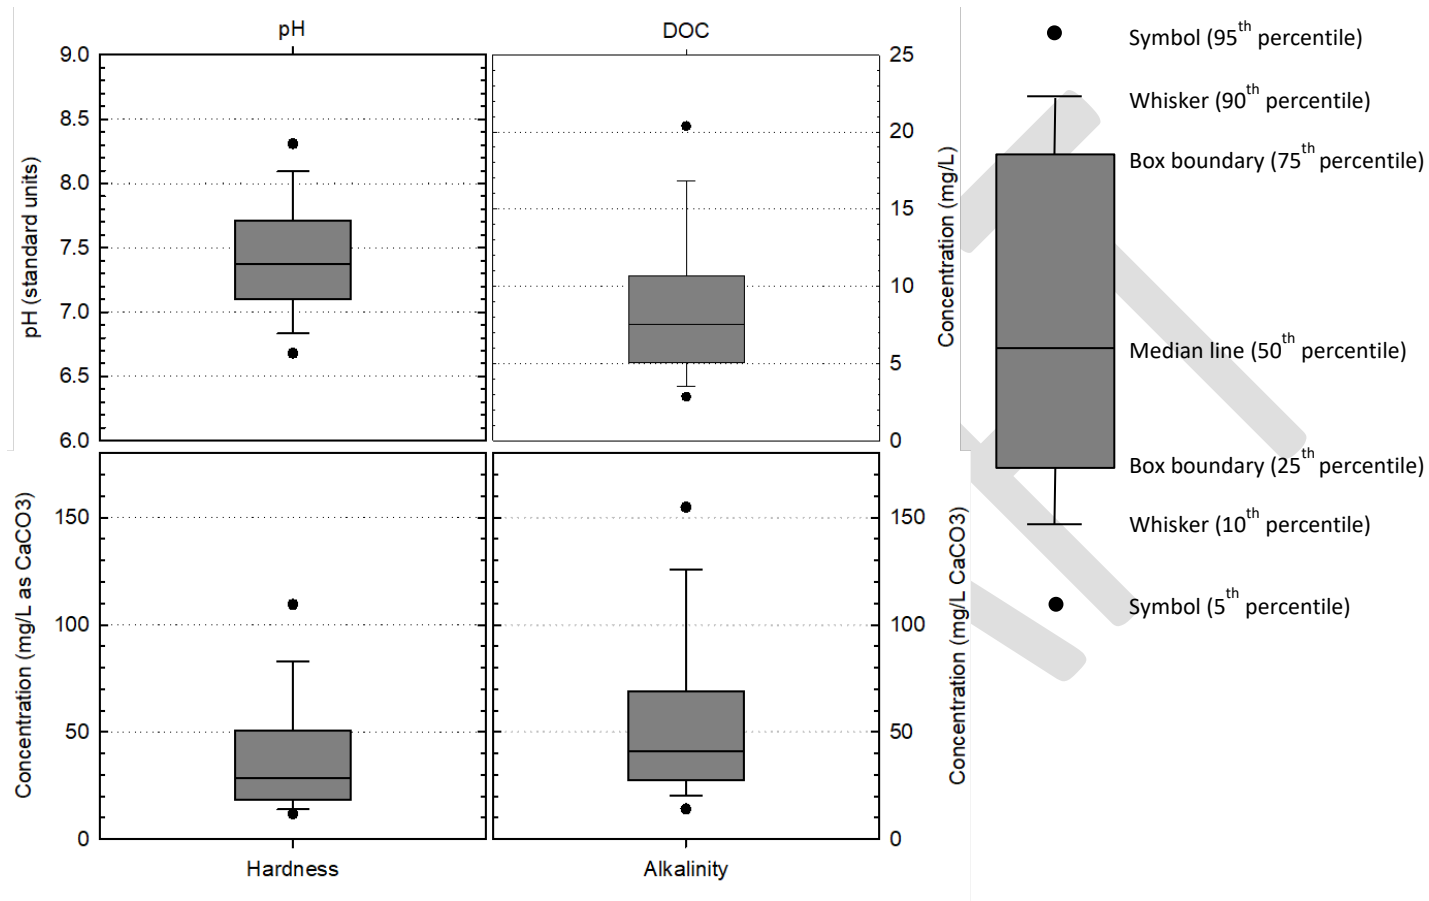 pH
DOC
9.0
8.5
8.0
7.5
7.0
6.5
6.0
pH (standard units)
25
20
15
10
5
0
Concentration (mg/L)
150
100
50
0
Concentration (mg/L as CaCO3)
150
100
50
0
Concentration (mg/L CaCO3)
Hardness
Alkalinity
Symbol (95th percentile)
Whisker (90th percentile)
Box boundary (75th percentile)
Median line (50th percentile)
Box boundary (25th percentile)
Whisker (10th percentile)
Symbol (5th percentile)